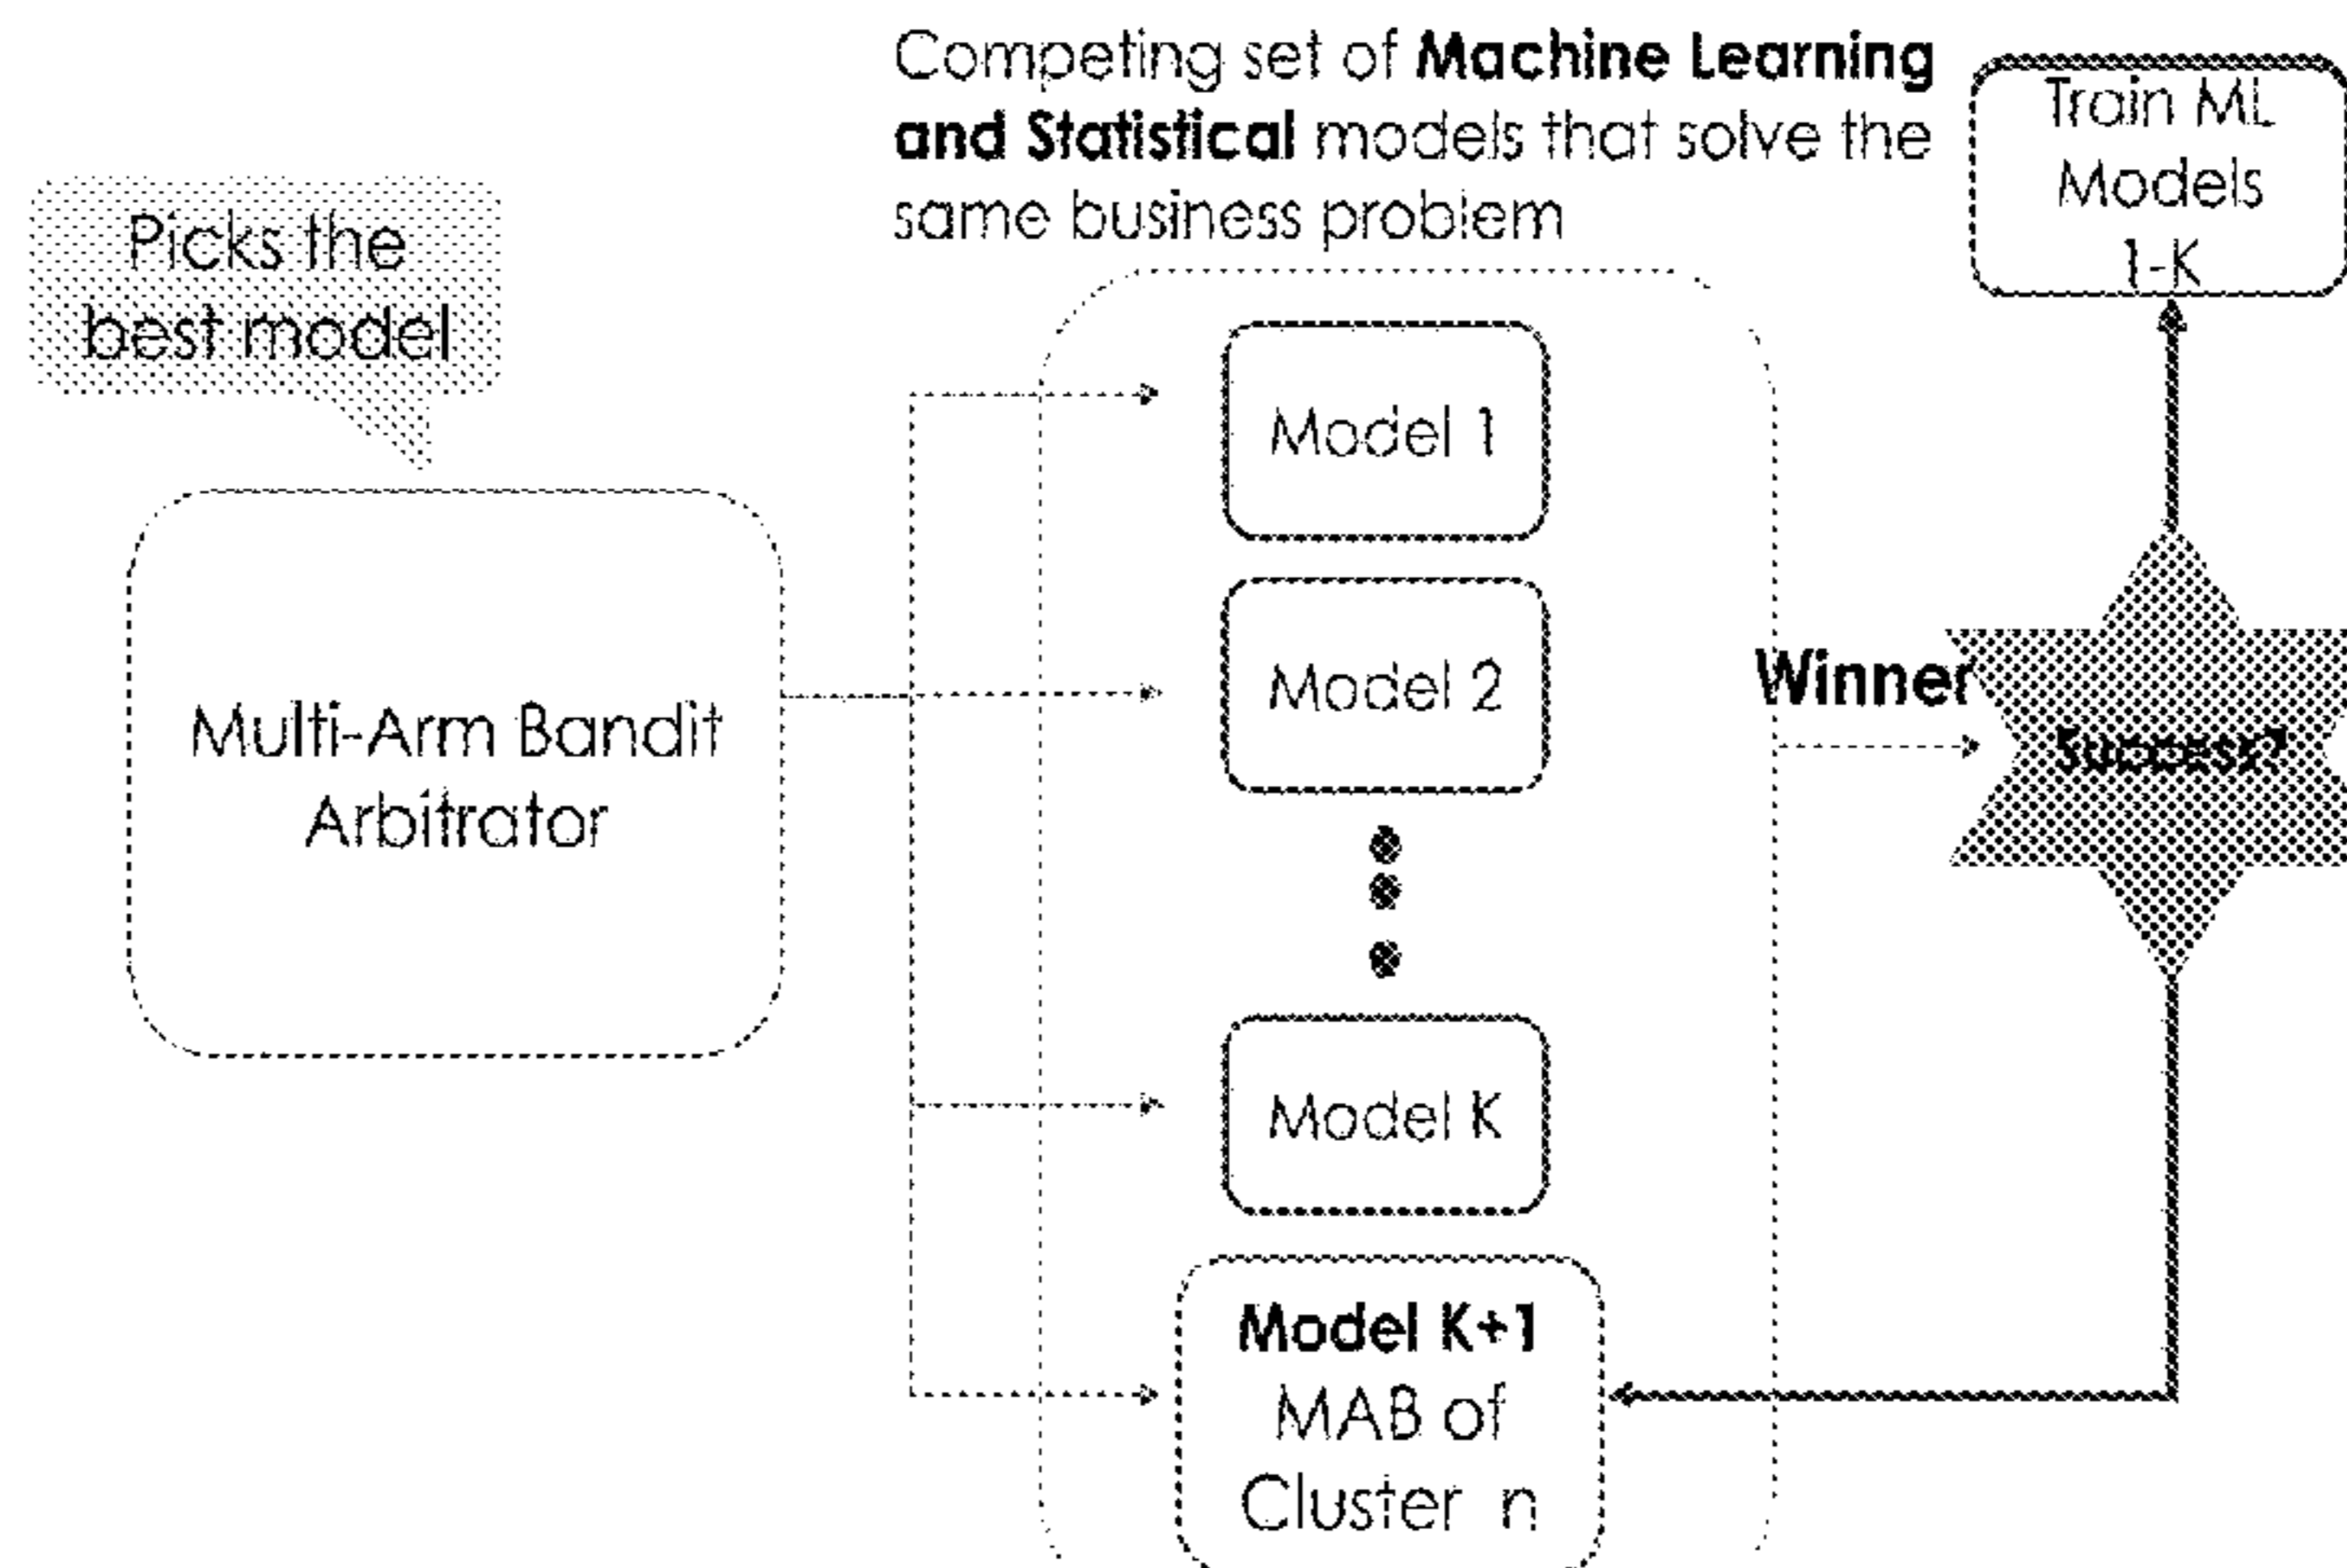 Competing set of Machine Learning
and Statistical models that solve the
same business problem
Train ML
Models
1-K
Picks the
best model
Model 1
Model 2
Winner
Success?
Multi-Arm Bandit
Arbitrator
Model K
Model K+1
MAB of
Cluster n